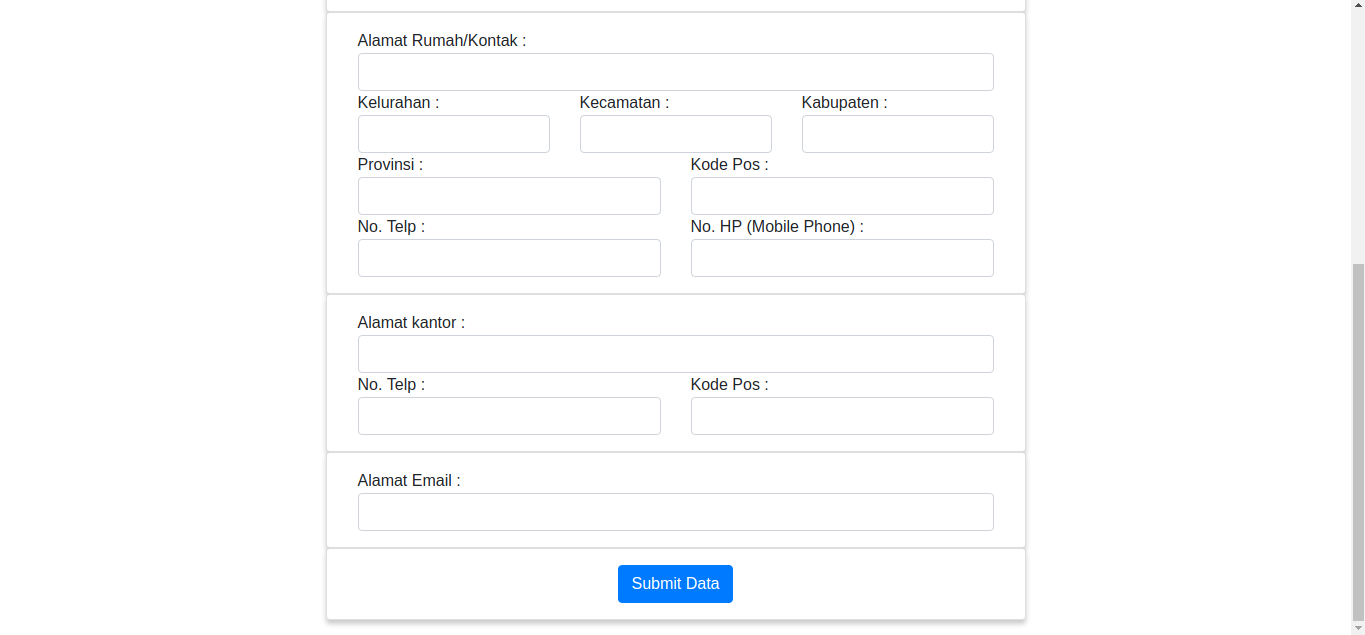 Alamat Rumah/Kontak :
Kelurahan : Kecamatan : Kabupaten :
Provinsi : Kode Pos :
No. Telp : No. HP (Mobile Phone) :
Alamat kantor :
No. Telp : Kode Pos :
Alamat Email :
Submit Data